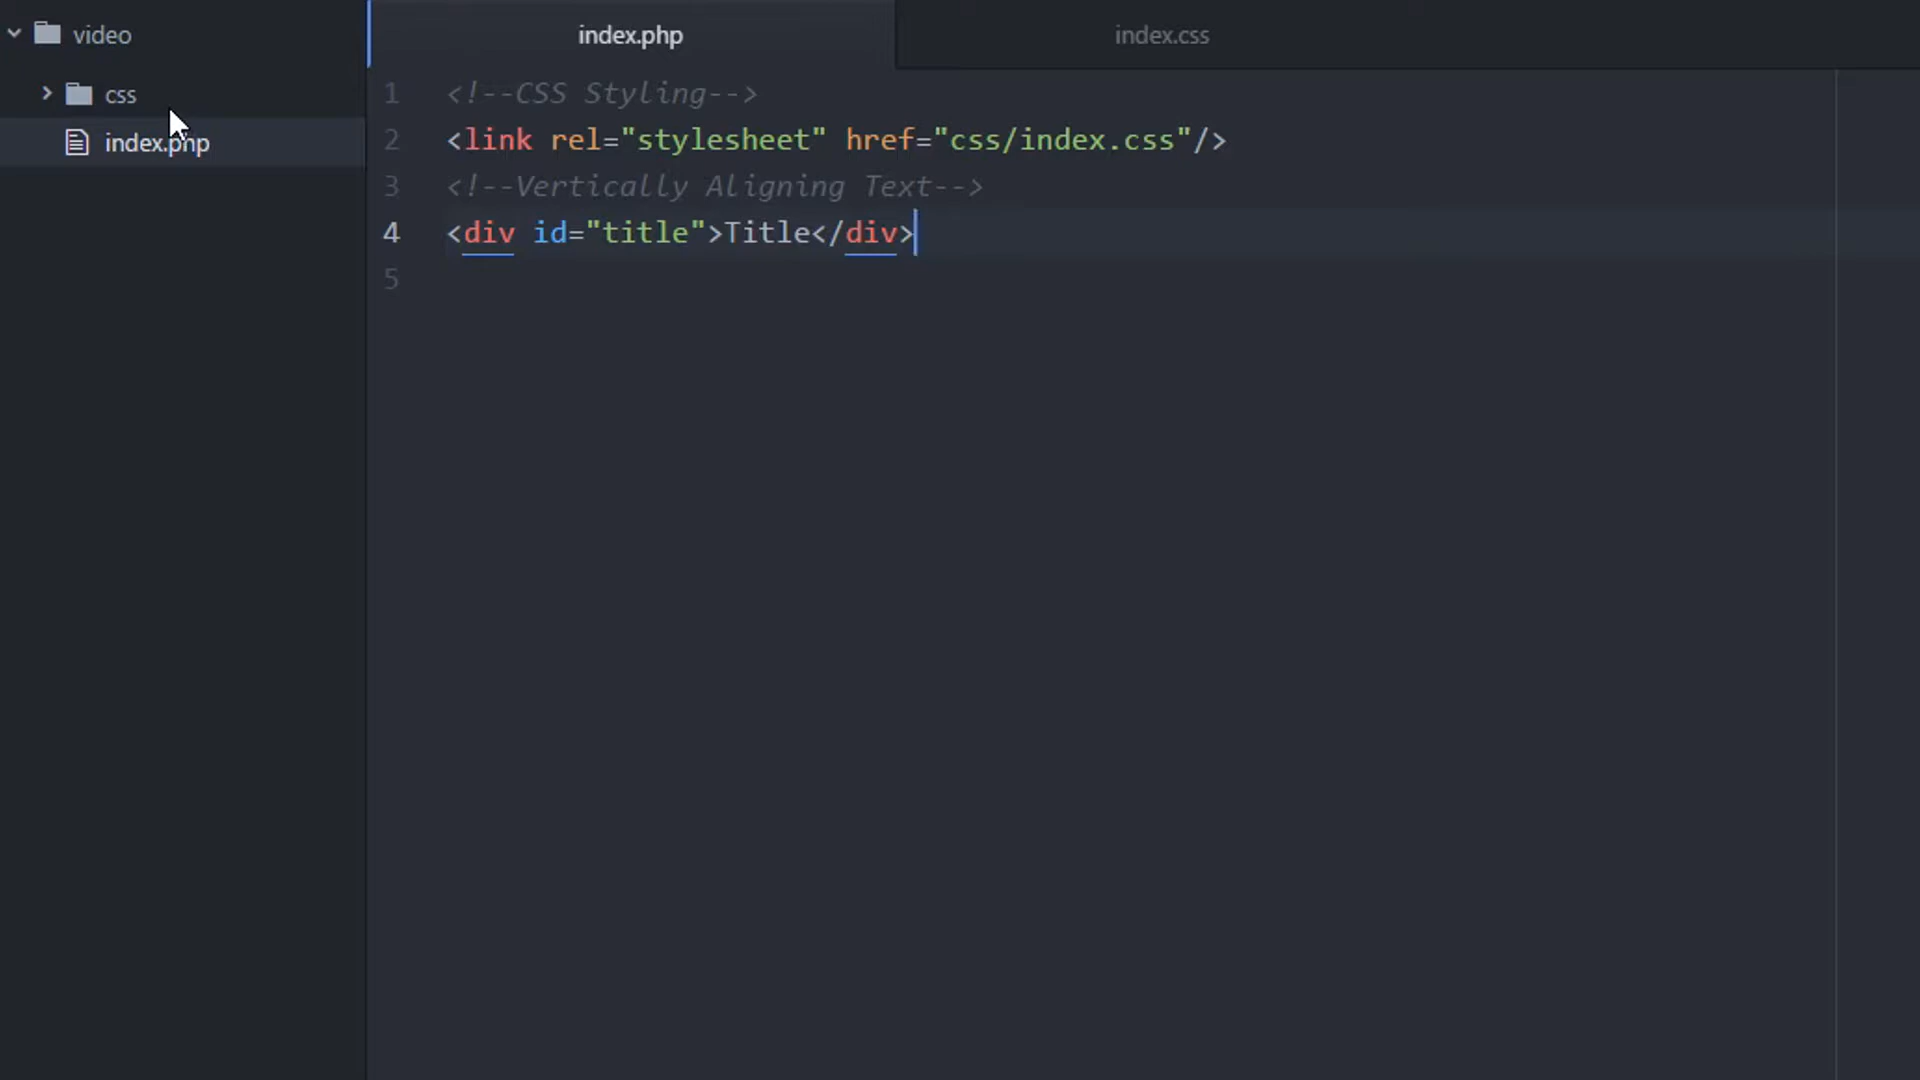 video
css
index.php
index.php
index.css
1 <!--CSS Styling-->
2 <link rel="stylesheet" href="css/index.css"/>
3 <!--Vertically Aligning Text-->
4 <div id="title">Title</div>
5